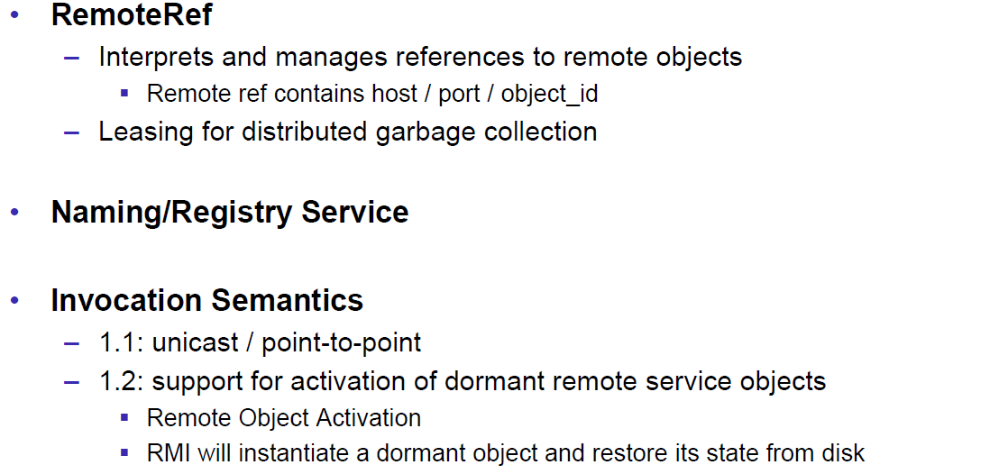 • RemoteRef
– Interprets and manages references to remote objects
▪ Remote ref contains host / port / object_id
– Leasing for distributed garbage collection
• Naming/Registry Service
• Invocation Semantics
– 1.1: unicast / point-to-point
– 1.2: support for activation of dormant remote service objects
▪ Remote Object Activation
▪ RMI will instantiate a dormant object and restore its state from disk